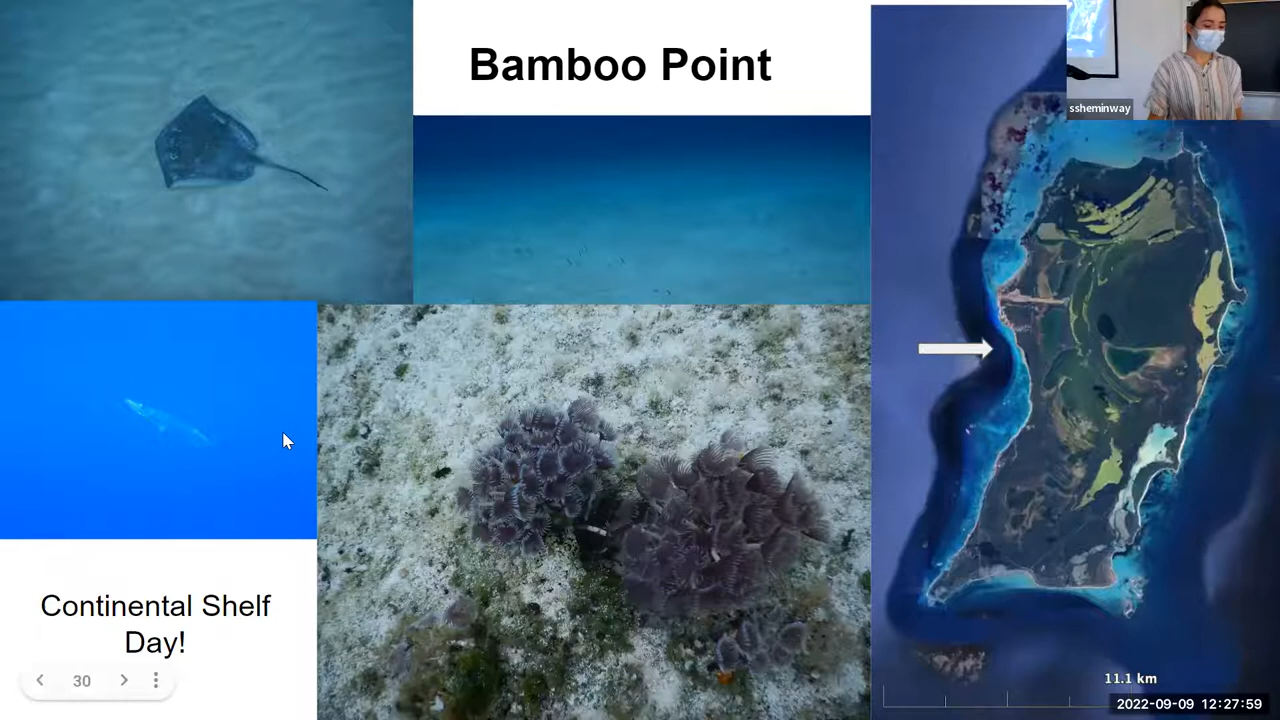 Bamboo Point
ssheminway
Continental Shelf
Day!
30
11.1 km
2022-09-09 12:27:59